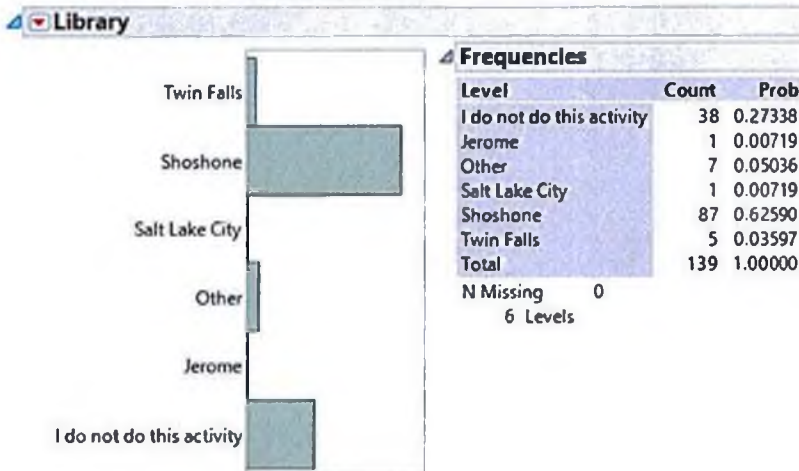 Library
Twin Falls
Shoshone
Salt Lake City
Other
Jerome
I do not do this activity
Frequencies
Level Count Prob
I do not do this activity 38 0.27338
Jerome 1 0.00719
Other 7 0.05036
Salt Lake City 1 0.00719
Shoshone 87 0.62590
Twin Falls 5 0.03597
Total 139 1.00000
N Missing 0
6 Levels